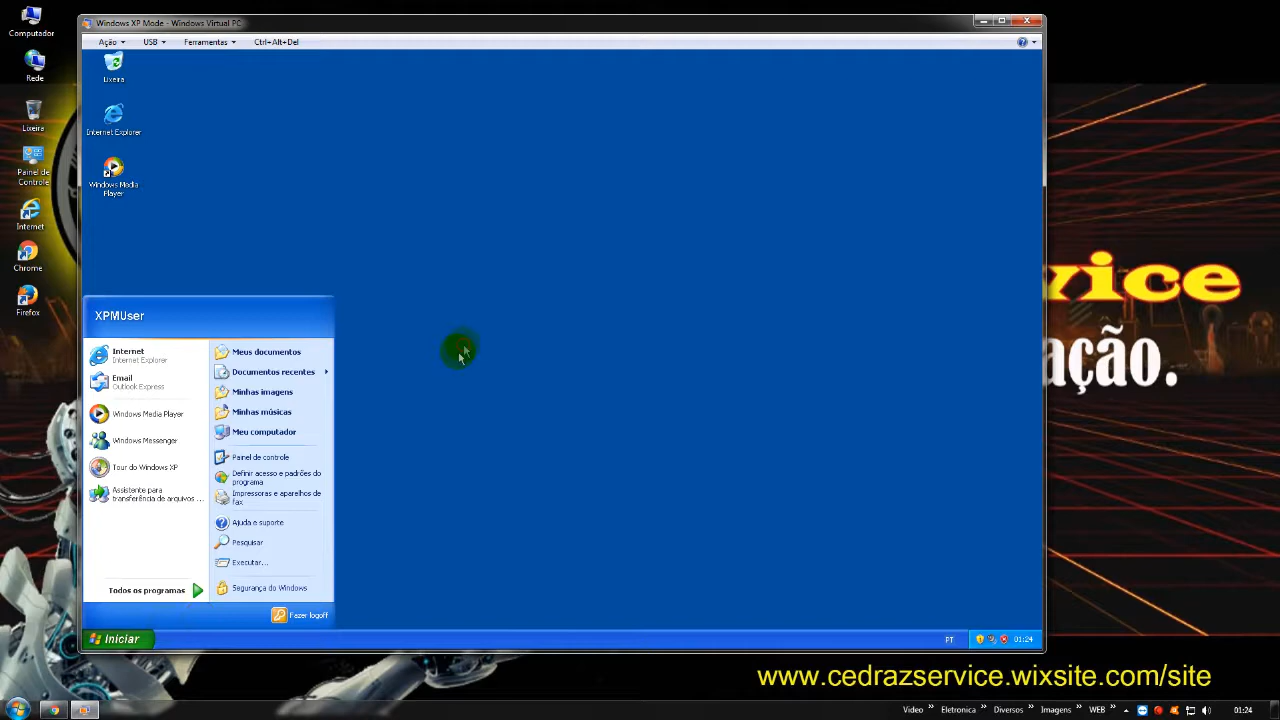 Windows XP Mode - Windows Virtual PC
Ação
USB
Ferramentas
Ctrl+Alt+Del
Computador
Rede
Lixeira
Painel de
Controle
Internet
Chrome
Firefox
Lixeira
Internet Explorer
Windows Media
Player
XPMUser
Internet
Internet Explorer
Email
Outlook Express
Windows Media Player
Windows Messenger
Tour do Windows XP
Assistente para
transferência de arquivos ...
Todos os programas
Meus documentos
Documentos recentes
Minhas imagens
Minhas músicas
Meu computador
Painel de controle
Definir acesso e padrões do
programa
Impressoras e aparelhos de
fax
Ajuda e suporte
Pesquisar
Executar...
Segurança do Windows
Fazer logoff
Iniciar
PT
01:24
vice
ação.
www.cedrazservice.wixsite.com/site
Video »
Eletronica »
Diversos »
Imagens »
WEB »
01:24